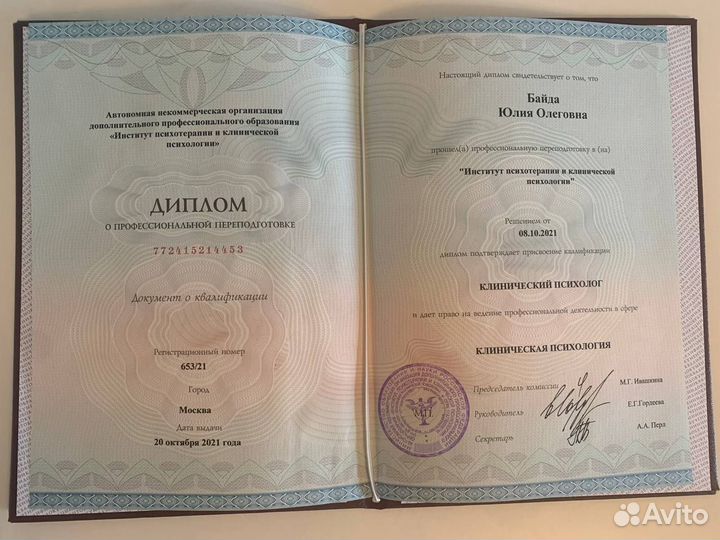 Автономная некоммерческая организация
дополнительного профессионального образования
«Институт психотерапии и клинической
психологии»
ДИПЛОМ
О ПРОФЕССИОНАЛЬНОЙ ПЕРЕПОДГОТОВКЕ
772415214453
Документ о квалификации
Регистрационный номер
653/21
Город
Москва
Дата выдачи
20 октября 2021 года
Настоящий диплом свидетельствует о том, что
Байда
Юлия Олеговна
прошел(а) профессиональную переподготовку в (на)
"Институт психотерапии и клинической
психологии"
Решением от
08.10.2021
диплом подтверждает присвоение квалификации
КЛИНИЧЕСКИЙ ПСИХОЛОГ
и дает право на ведение профессиональной деятельности в сфере
КЛИНИЧЕСКАЯ ПСИХОЛОГИЯ
Председатель комиссии М.Г. Ивашкина
Руководитель Е.Г.Гордеева
Секретарь А.А. Перл
М.П.
Avito